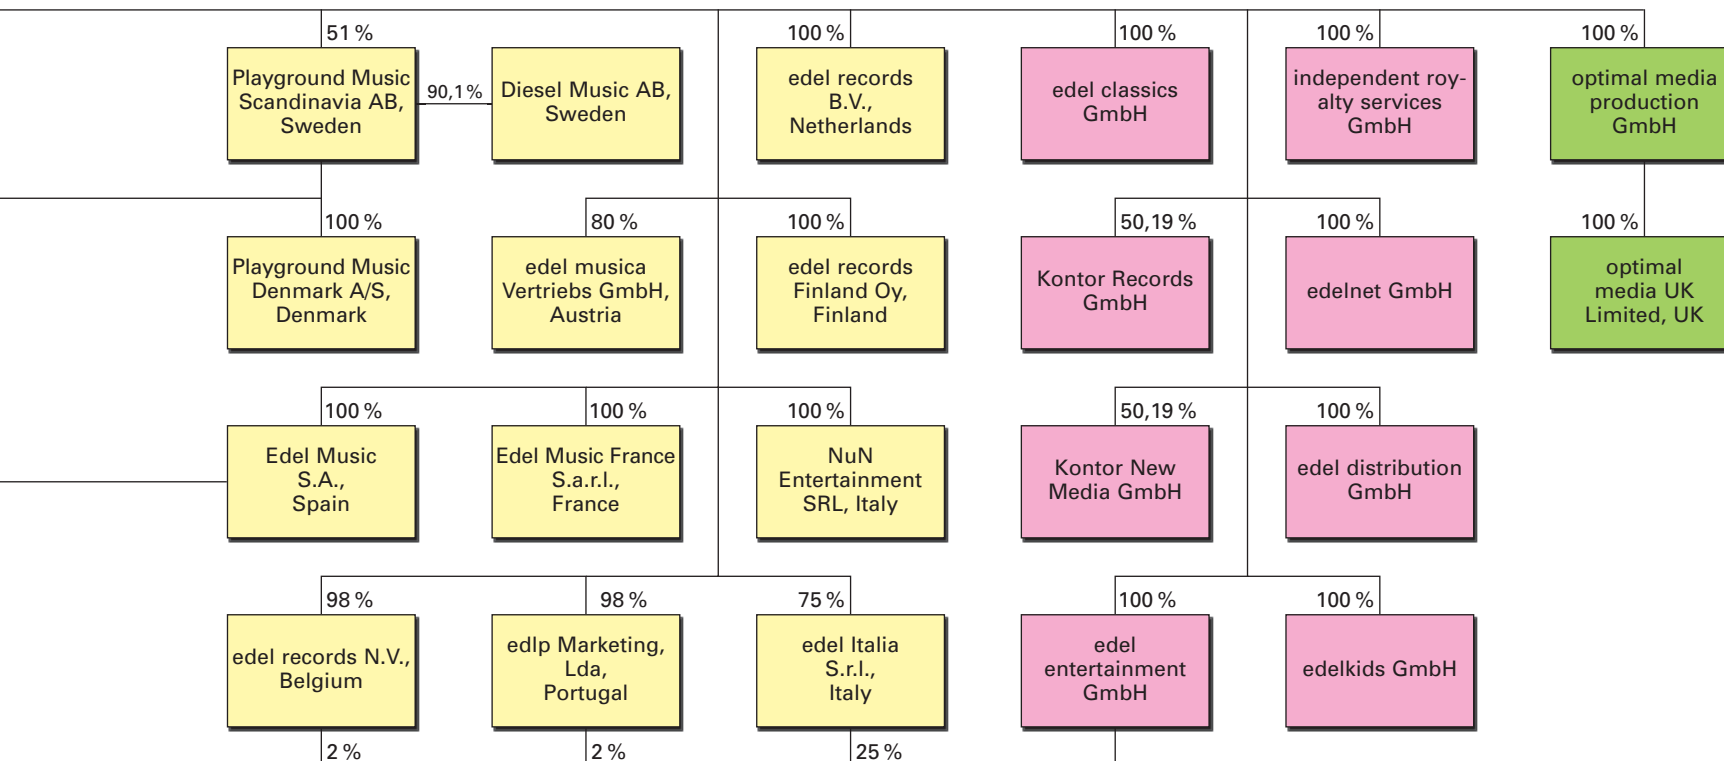 51 %
100 %
100 %
100 %
100 %
Playground Music
Scandinavia AB,
Sweden
90,1 %
Diesel Music AB,
Sweden
edel records
B.V.,
Netherlands
edel classics
GmbH
independent roy-
alty services
GmbH
optimal media
production
GmbH
100 %
80 %
100 %
50,19 %
100 %
100 %
Playground Music
Denmark A/S,
Denmark
edel musica
Vertriebs GmbH,
Austria
edel records
Finland Oy,
Finland
Kontor Records
GmbH
edelnet GmbH
optimal
media UK
Limited, UK
100 %
100 %
100 %
50,19 %
100 %
Edel Music
S.A.,
Spain
Edel Music France
S.a.r.l.,
France
NuN
Entertainment
SRL, Italy
Kontor New
Media GmbH
edel distribution
GmbH
98 %
98 %
75 %
100 %
100 %
edel records N.V.,
Belgium
edlp Marketing,
Lda,
Portugal
edel Italia
S.r.l.,
Italy
edel
entertainment
GmbH
edelkids GmbH
2 %
2 %
25 %